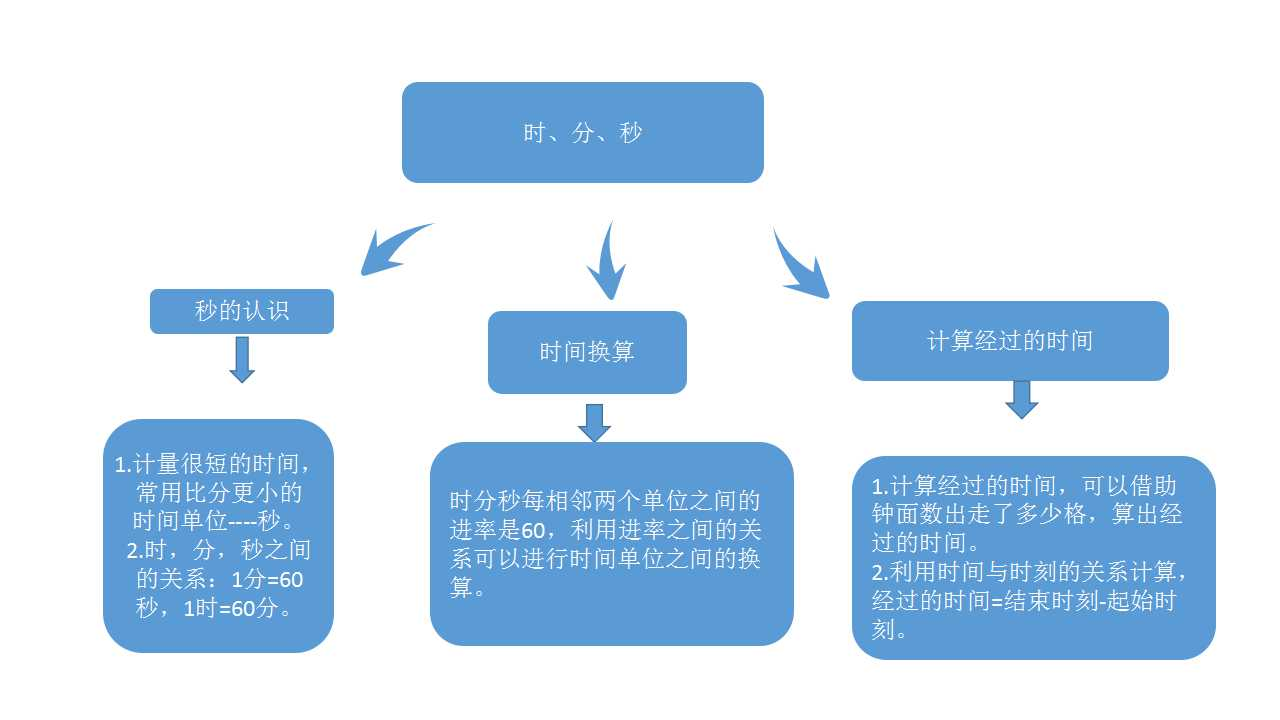 时、分、秒
秒的认识
时间换算
计算经过的时间
1.计量很短的时间，
常用比分更小的
时间单位----秒。
2.时，分，秒之间
的关系：1分=60
秒，1时=60分。
时分秒每相邻两个单位之间的
进率是60，利用进率之间的关
系可以进行时间单位之间的换
算。
1.计算经过的时间，可以借助
钟面数出走了多少格，算出经
过的时间。
2.利用时间与时刻的关系计算，
经过的时间=结束时刻-起始时
刻。